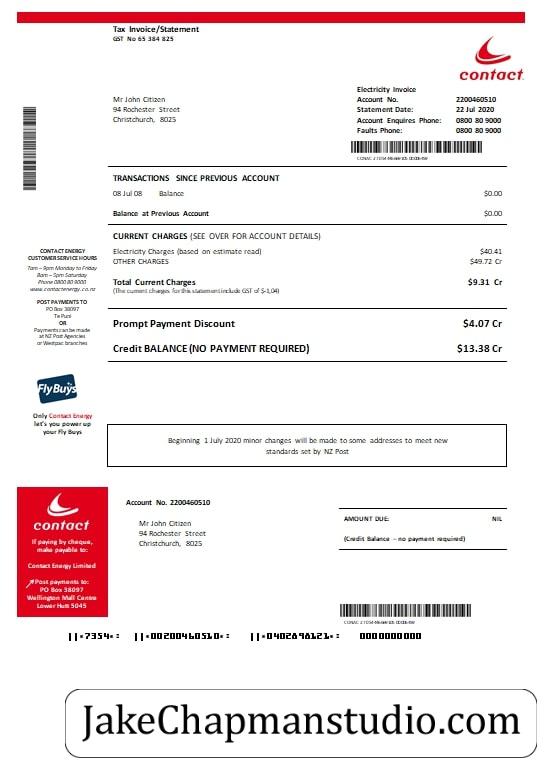 Tax Invoice/Statement
GST No 65 384 825
contact
Electricity Invoice
Mr John Citizen
94 Rochester Street
Christchurch, 8025
Account No. 2200460510
Statement Date: 22 Jul 2020
Account Enquires Phone: 0800 80 9000
Faults Phone: 0800 80 9000
TRANSACTIONS SINCE PREVIOUS ACCOUNT
08 Jul 08 Balance $0.00
Balance at Previous Account $0.00
CURRENT CHARGES (SEE OVER FOR ACCOUNT DETAILS)
Electricity Charges (based on estimate read) $40.41
OTHER CHARGES $49.72 Cr
Total Current Charges $9.31 Cr
(The current charges for this statement include GST of $-1,04)
Prompt Payment Discount $4.07 Cr
Credit BALANCE (NO PAYMENT REQUIRED) $13.38 Cr
CONTACT ENERGY
CUSTOMER SERVICE HOURS
7am – 9pm Monday to Friday
8am – 5pm Saturday
Phone 0800 80 9000
www.contactenergy.co.nz
POST PAYMENTS TO
PO Box 38097
Te Puni
OR
Payments can be made
at NZ Post Agencies
or Westpac branches
FlyBuys
Only Contact Energy
let's you power up
your Fly Buys
Beginning 1 July 2020 minor changes will be made to some addresses to meet new
standards set by NZ Post
contact
If paying by cheque,
make payable to:
Contact Energy Limited
Post payments to:
PO Box 38097
Wellington Mall Centre
Lower Hutt 5045
Account No. 2200460510
Mr John Citizen
94 Rochester Street
Christchurch, 8025
AMOUNT DUE: NIL
(Credit Balance – no payment required)
JakeChapmanstudio.com